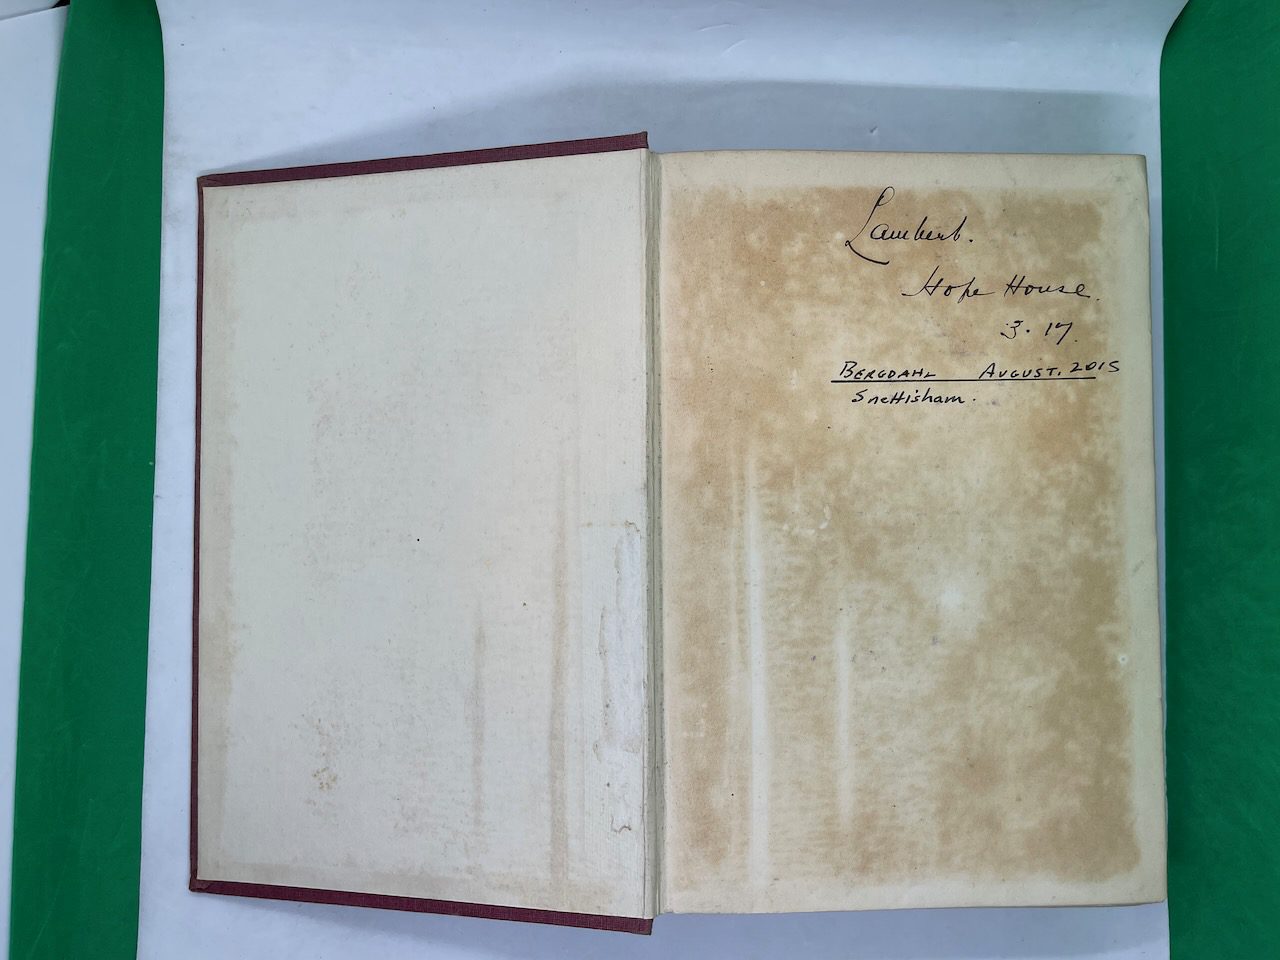 Lambert.
Hope House.
3. 17.
BERGDAHL AUGUST. 2015
Snettisham.